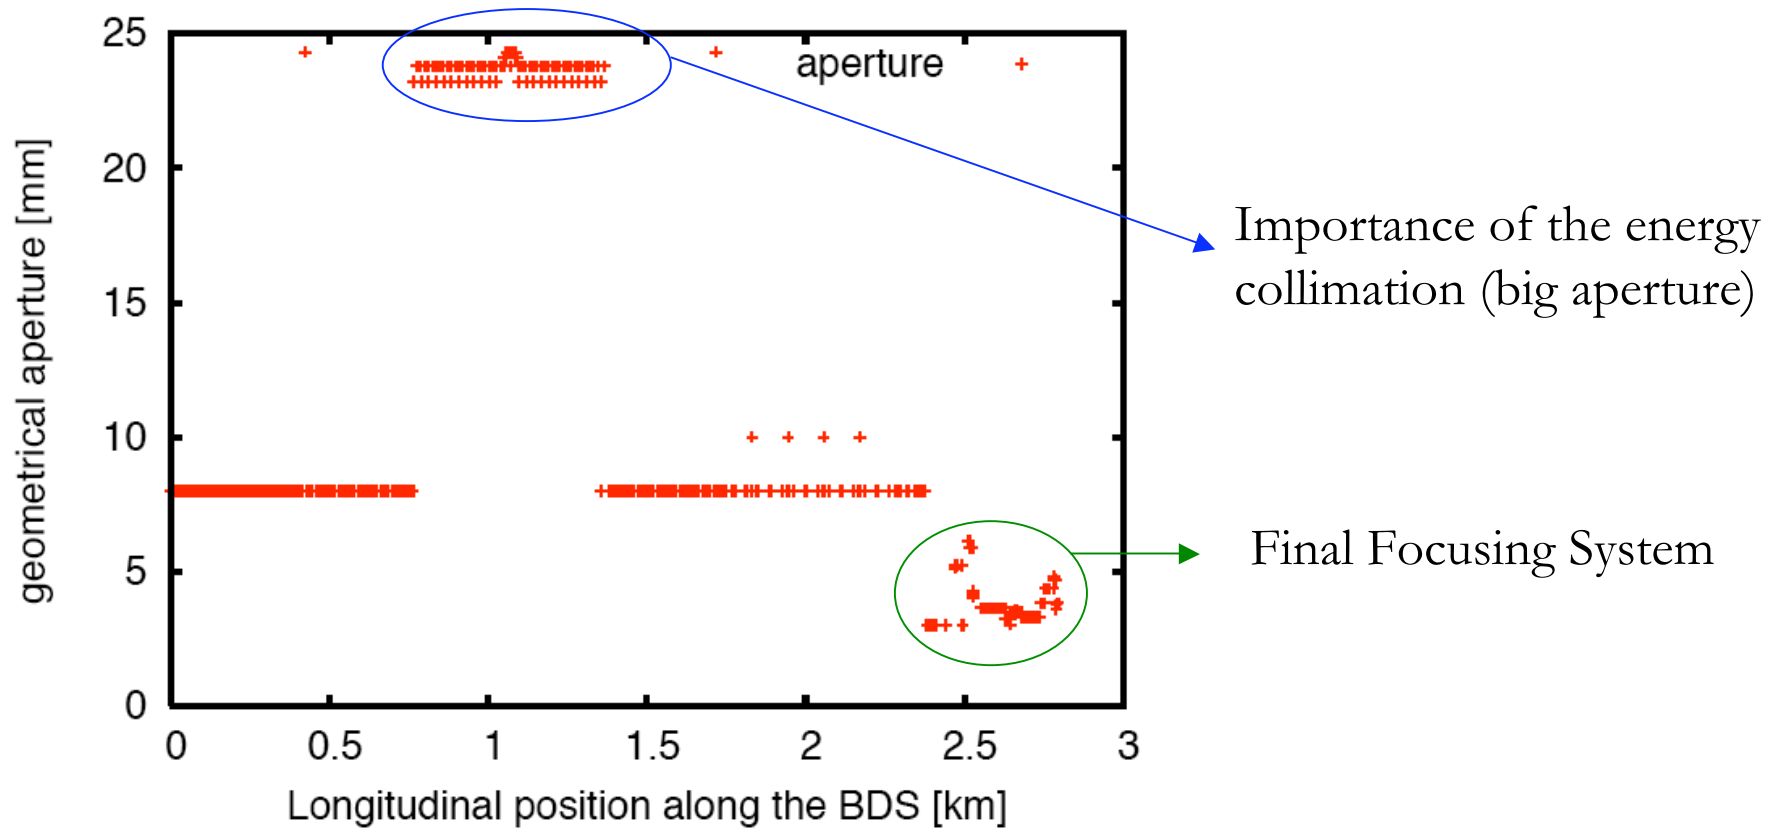 25
20
15
10
5
0
geometrical aperture [mm]
aperture
0 0.5 1 1.5 2 2.5 3
Longitudinal position along the BDS [km]
Importance of the energy
collimation (big aperture)
Final Focusing System